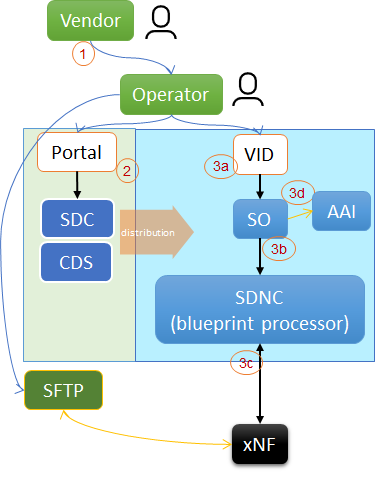 Vendor
1
Operator
Portal
2
3a
VID
3d
SDC
distribution
SO
AAI
3b
CDS
SDNC
(blueprint processor)
3c
SFTP
xNF